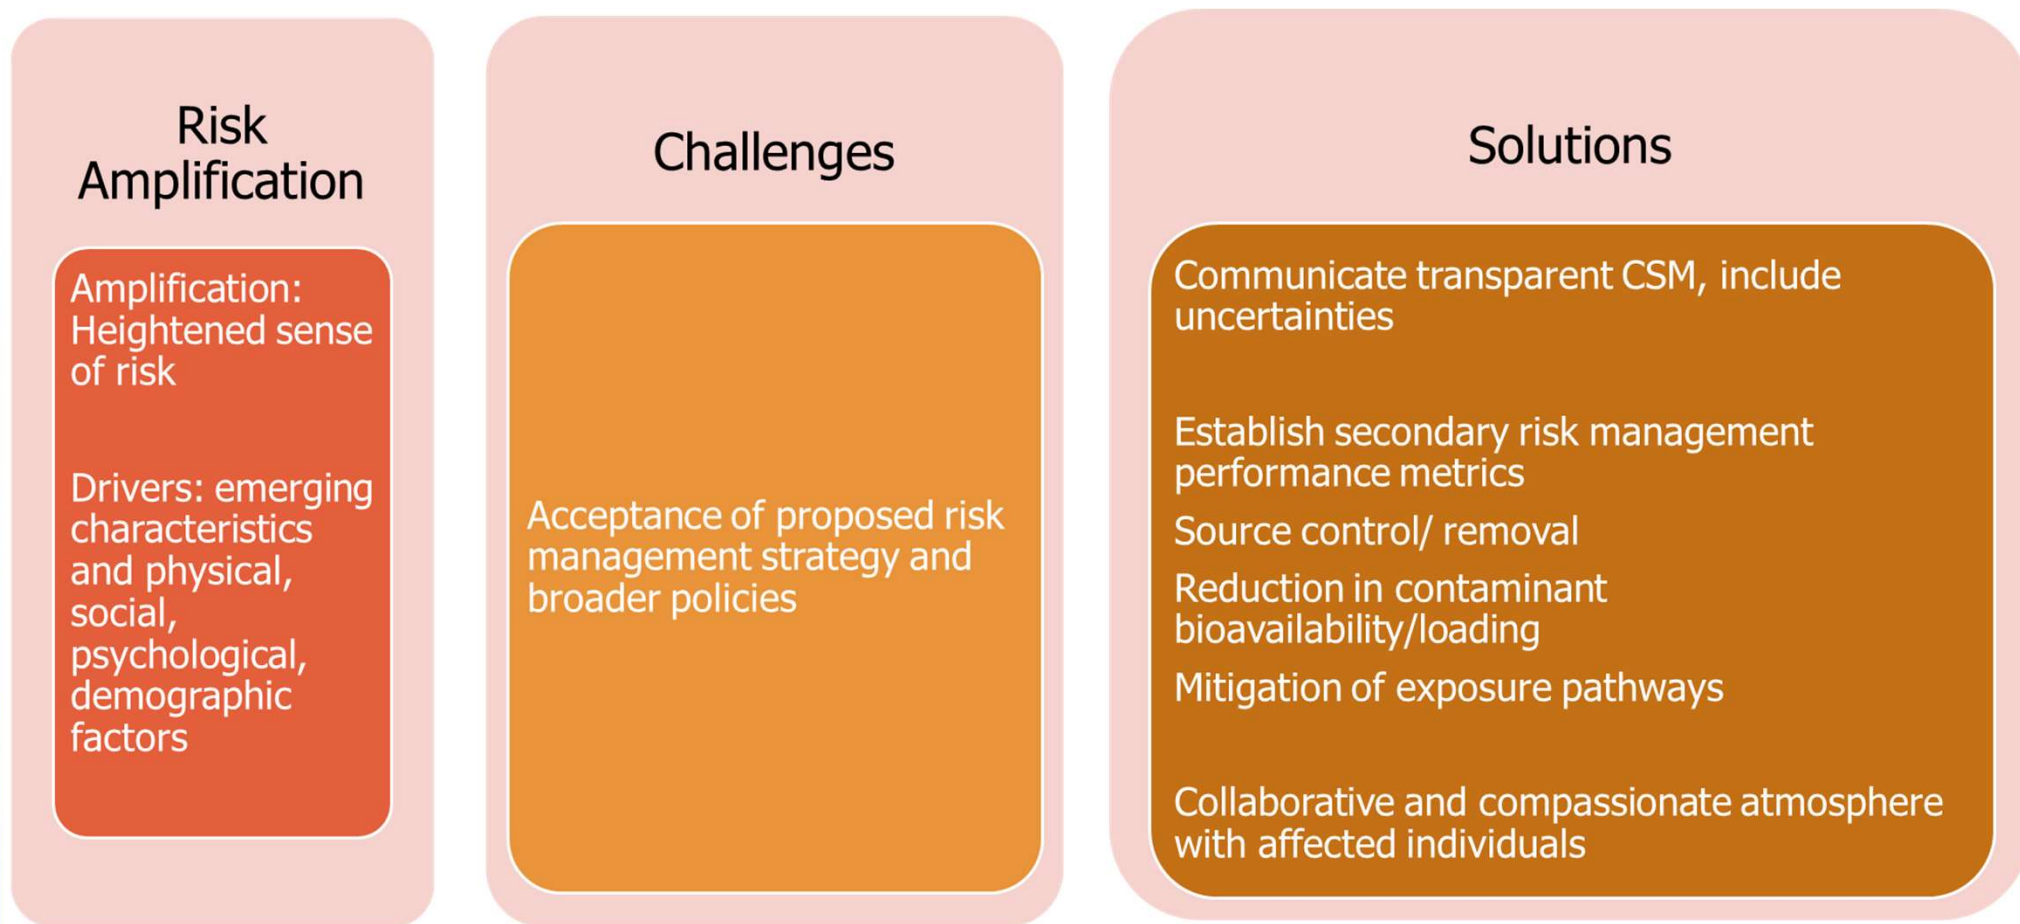 Risk
Amplification
Amplification:
Heightened sense
of risk
Drivers: emerging
characteristics
and physical,
social,
psychological,
demographic
factors
Challenges
Acceptance of proposed risk
management strategy and
broader policies
Solutions
Communicate transparent CSM, include
uncertainties
Establish secondary risk management
performance metrics
Source control/ removal
Reduction in contaminant
bioavailability/loading
Mitigation of exposure pathways
Collaborative and compassionate atmosphere
with affected individuals